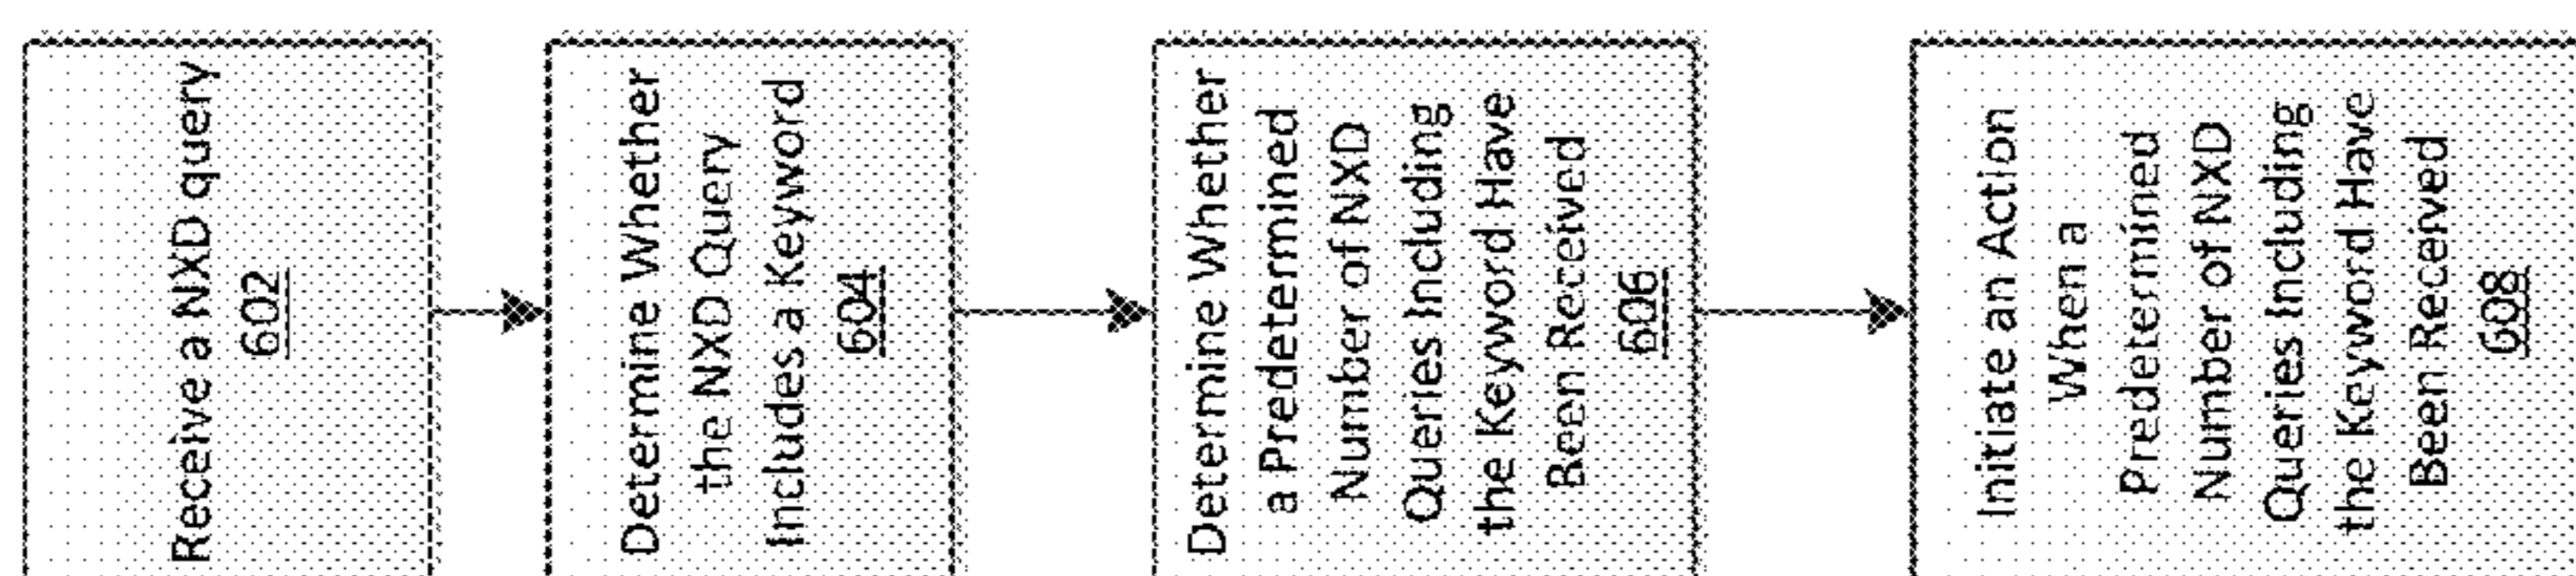 Receive a NXD query
602
Determine Whether
the NXD Query
Includes a Keyword
604
Determine Whether
a Predetermined
Number of NXD
Queries Including
the Keyword Have
Been Received
606
Initiate an Action
When a
Predetermined
Number of NXD
Queries Including
the Keyword Have
Been Received
608